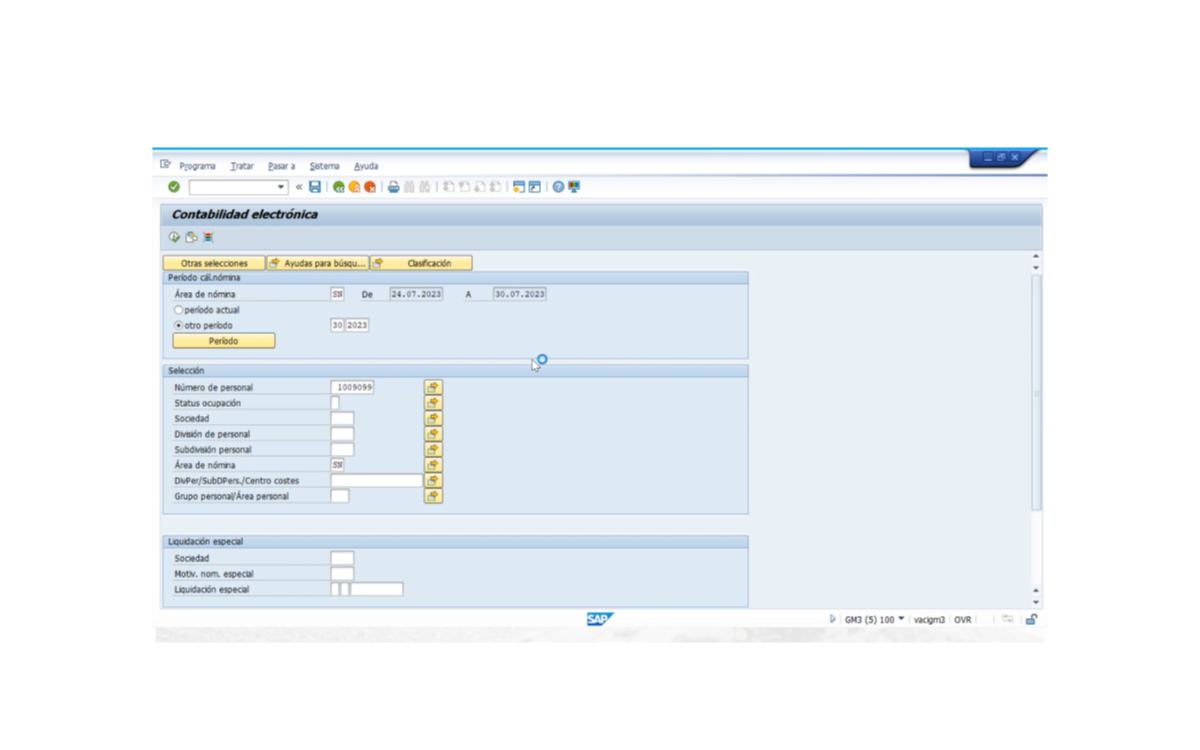 Programa Tratar Pasar a Sistema Ayuda
Contabilidad electrónica
Otras selecciones Ayudas para búsqu... Clasificación
Período cál.nómina
Área de nómina SN De 24.07.2023 A 30.07.2023
período actual
otro período 30 2023
Período
Selección
Número de personal 1009099
Status ocupación
Sociedad
División de personal
Subdivisión personal
Área de nómina SN
DivPer/SubDPers./Centro costes
Grupo personal/Área personal
Liquidación especial
Sociedad
Motiv. nom. especial
Liquidación especial
SAP GM3 (5) 100 vacigm3 OVR